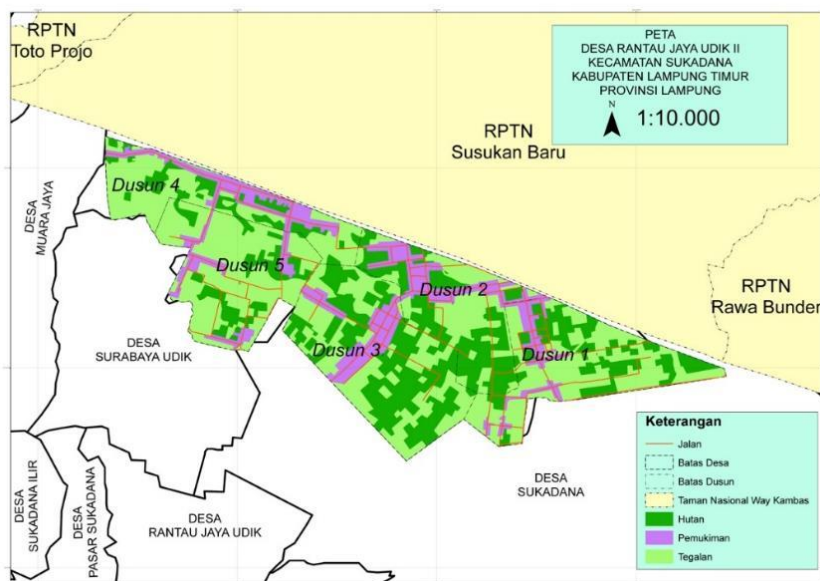 RPTN
Toto Projo
PETA
DESA RANTAU JAYA UDIK II
KECAMATAN SUKADANA
KABUPATEN LAMPUNG TIMUR
PROVINSI LAMPUNG
N
1:10.000
RPTN
Susukan Baru
Dusun 4
DESA
MUARA JAYA
Dusun 5
Dusun 2
RPTN
Rawa Bunder
DESA
SURABAYA UDIK
Dusun 3
Dusun 1
Keterangan
Jalan
Batas Desa
Batas Dusun
Taman Nasional Way Kambas
Hutan
Pemukiman
Tegalan
DESA
SUKADANA
DESA
SUKADANA ILIR
DESA
PASAR SUKADANA
DESA
RANTAU JAYA UDIK